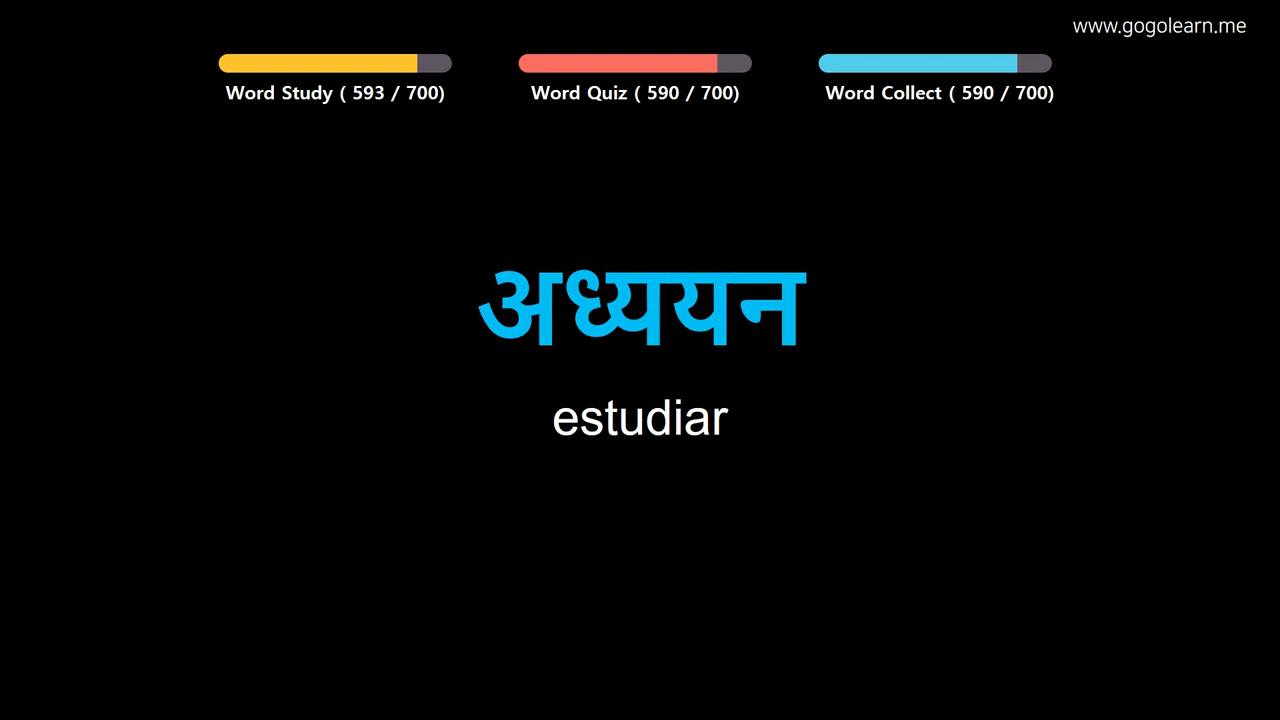 www.gogolearn.me
Word Study ( 593 / 700)
Word Quiz ( 590 / 700)
Word Collect ( 590 / 700)
अध्ययन
estudiar